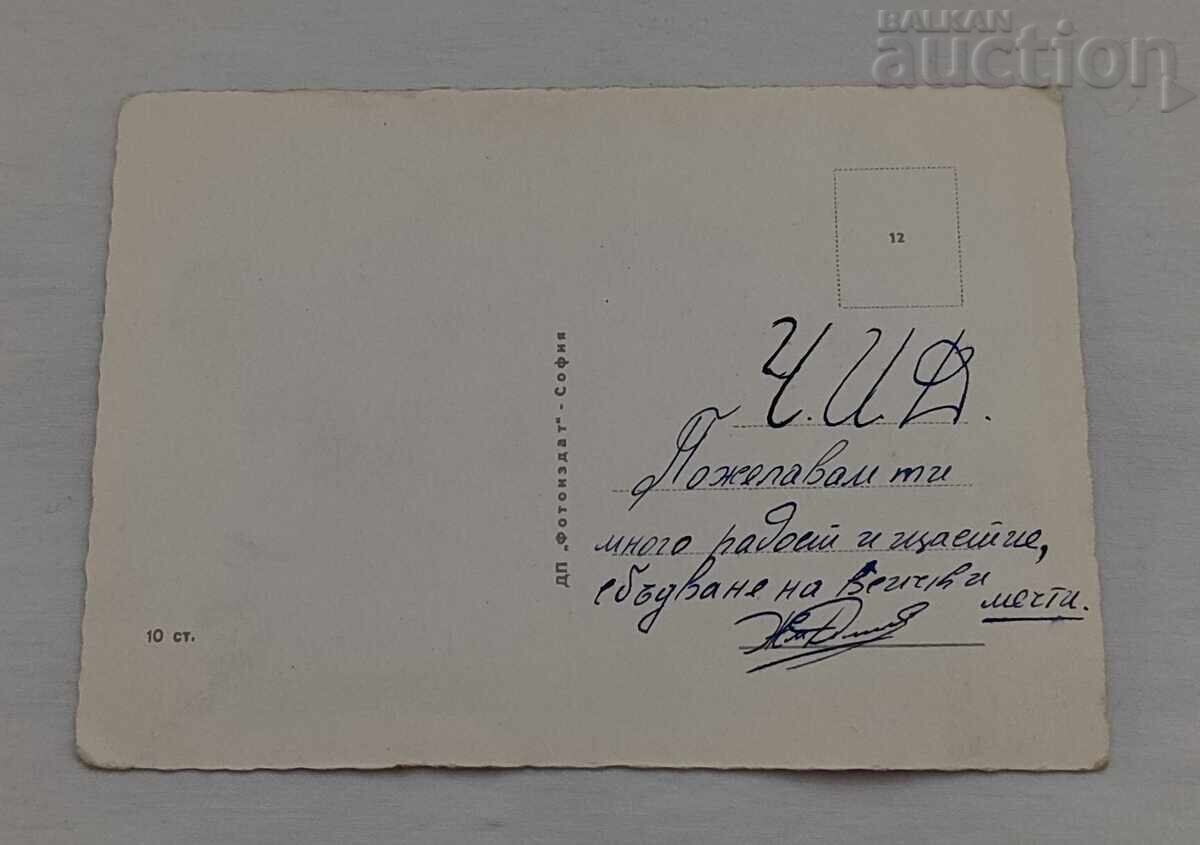 BALKAN
auction
12
Ч.И.Д.
Пожелавам ти
много радост и щастие,
сбъдване на всички
мечти.
ДП „Фотоиздат" - София
10 ст.